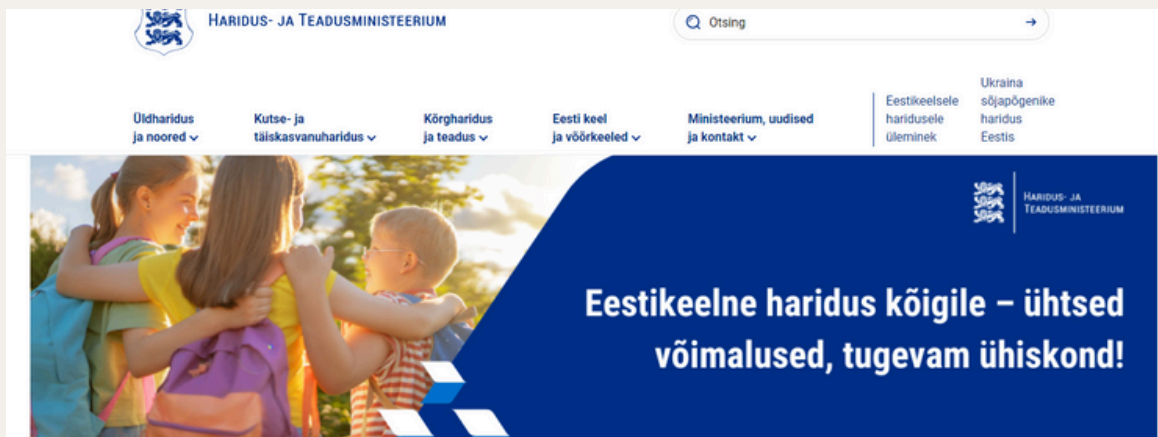 HARIDUS- JA TEADUSMINISTEERIUM
Otsing
Üldharidus
ja noored
Kutse- ja
täiskasvanuharidus
Kõrgharidus
ja teadus
Eesti keel
ja võõrkeeled
Ministeerium, uudised
ja kontakt
Eestikeelsele
haridusele
üleminek
Ukraina
sõjapõgenike
haridus
Eestis
HARIDUS- JA
TEADUSMINISTEERIUM
Eestikeelne haridus kõigile – ühtsed
võimalused, tugevam ühiskond!